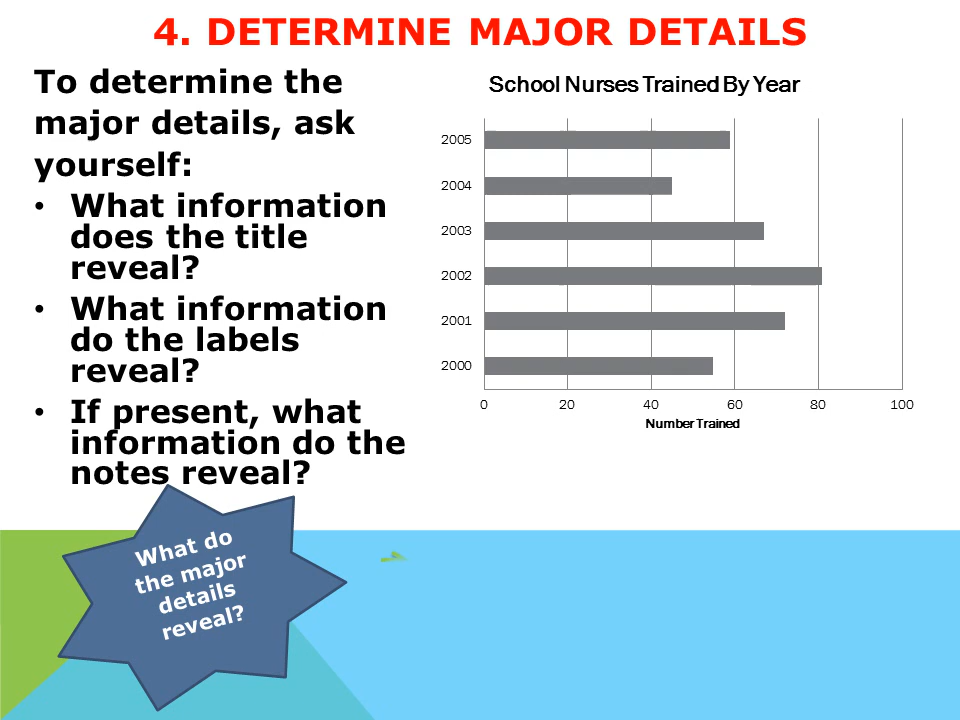 4. DETERMINE MAJOR DETAILS
To determine the
major details, ask
yourself:
• What information
does the title
reveal?
• What information
do the labels
reveal?
• If present, what
information do the
notes reveal?
School Nurses Trained By Year
2005
2004
2003
2002
2001
2000
0 20 40 60 80 100
Number Trained
What do
the major
details
reveal?